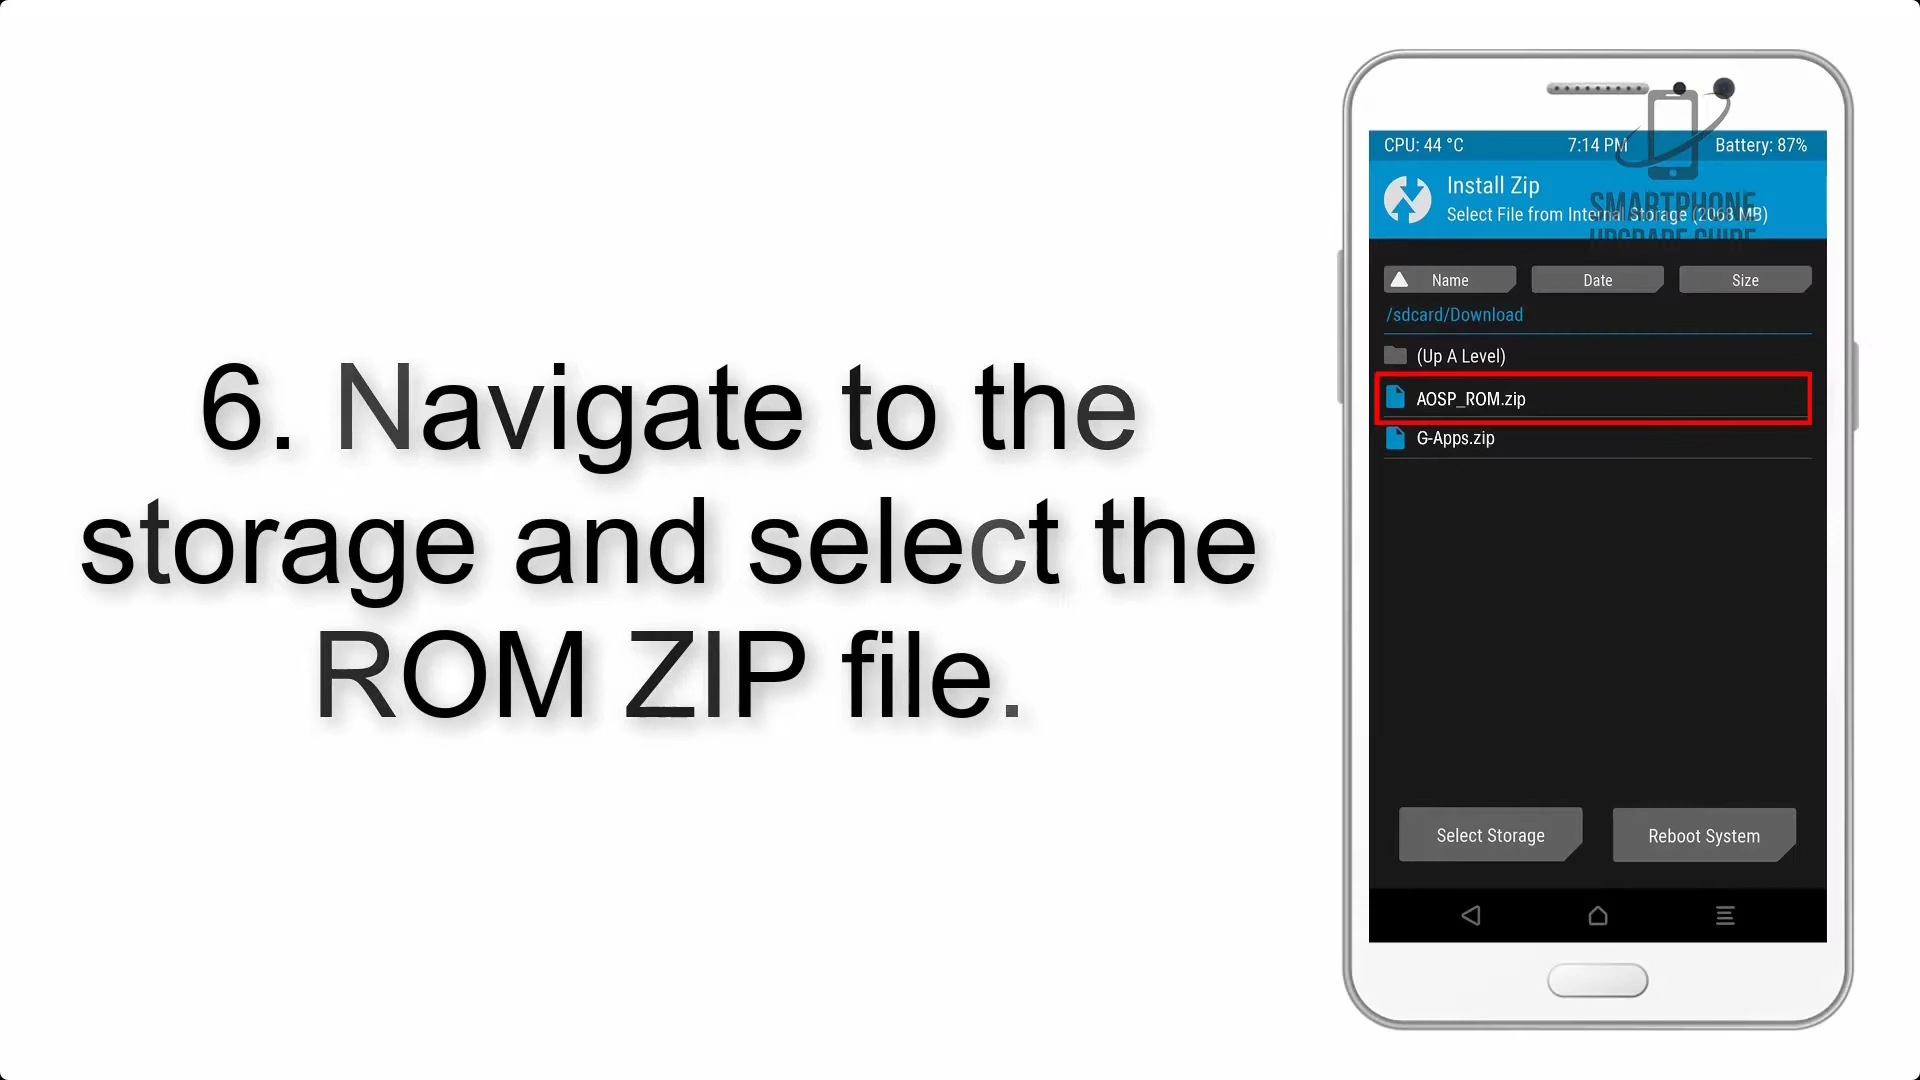 6. Navigate to the
storage and select the
ROM ZIP file.
CPU: 44 °C 7:14 PM Battery: 87%
Install Zip
Select File from Internal Storage (2068 MB)
SMARTPHONE
UPGRADE GUIDE
Name Date Size
/sdcard/Download
(Up A Level)
AOSP_ROM.zip
G-Apps.zip
Select Storage Reboot System